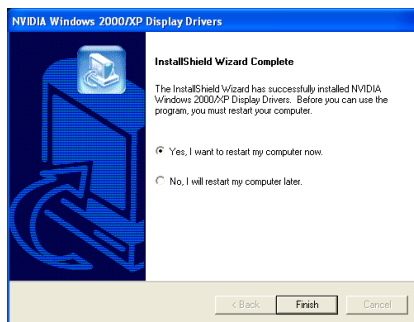 NVIDIA Windows 2000/XP Display Drivers
InstallShield Wizard Complete
The InstallShield Wizard has successfully installed NVIDIA
Windows 2000/XP Display Drivers. Before you can use the
program, you must restart your computer.
Yes, I want to restart my computer now.
No, I will restart my computer later.
< Back
Finish
Cancel